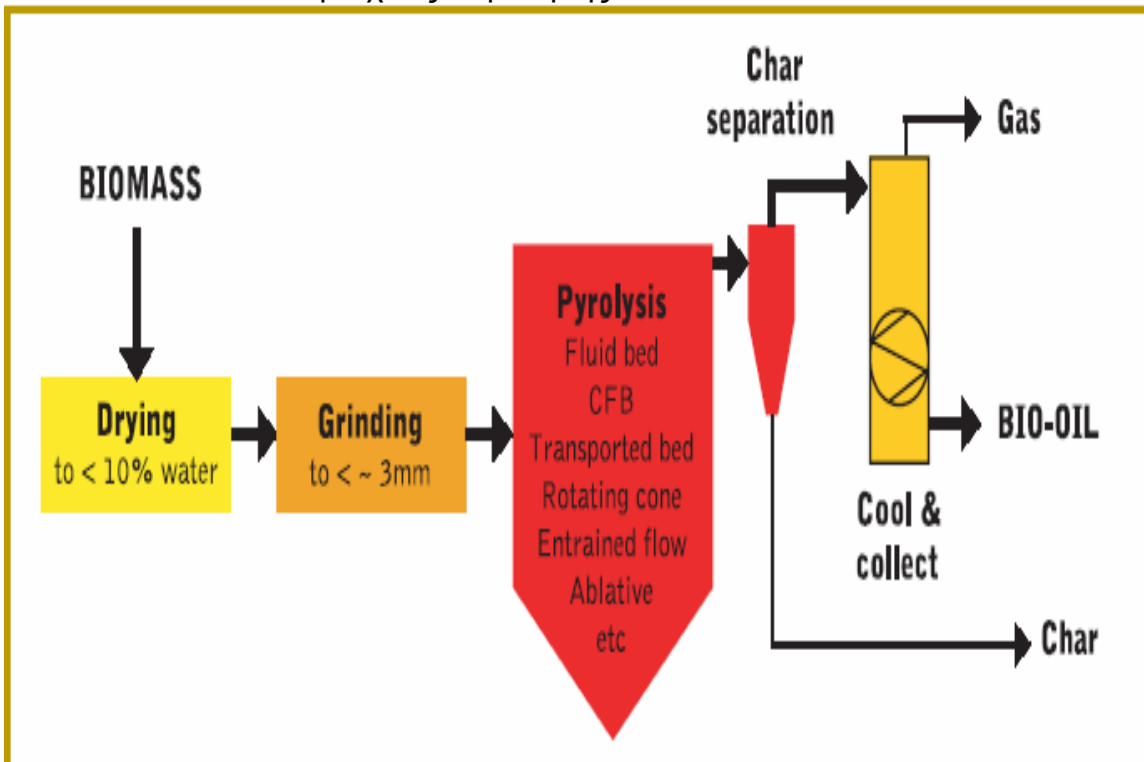 Char
separation
Gas
BIOMASS
Drying
to < 10% water
Grinding
to < ~ 3mm
Pyrolysis
Fluid bed
CFB
Transported bed
Rotating cone
Entrained flow
Ablative
etc
BIO-OIL
Cool &
collect
Char